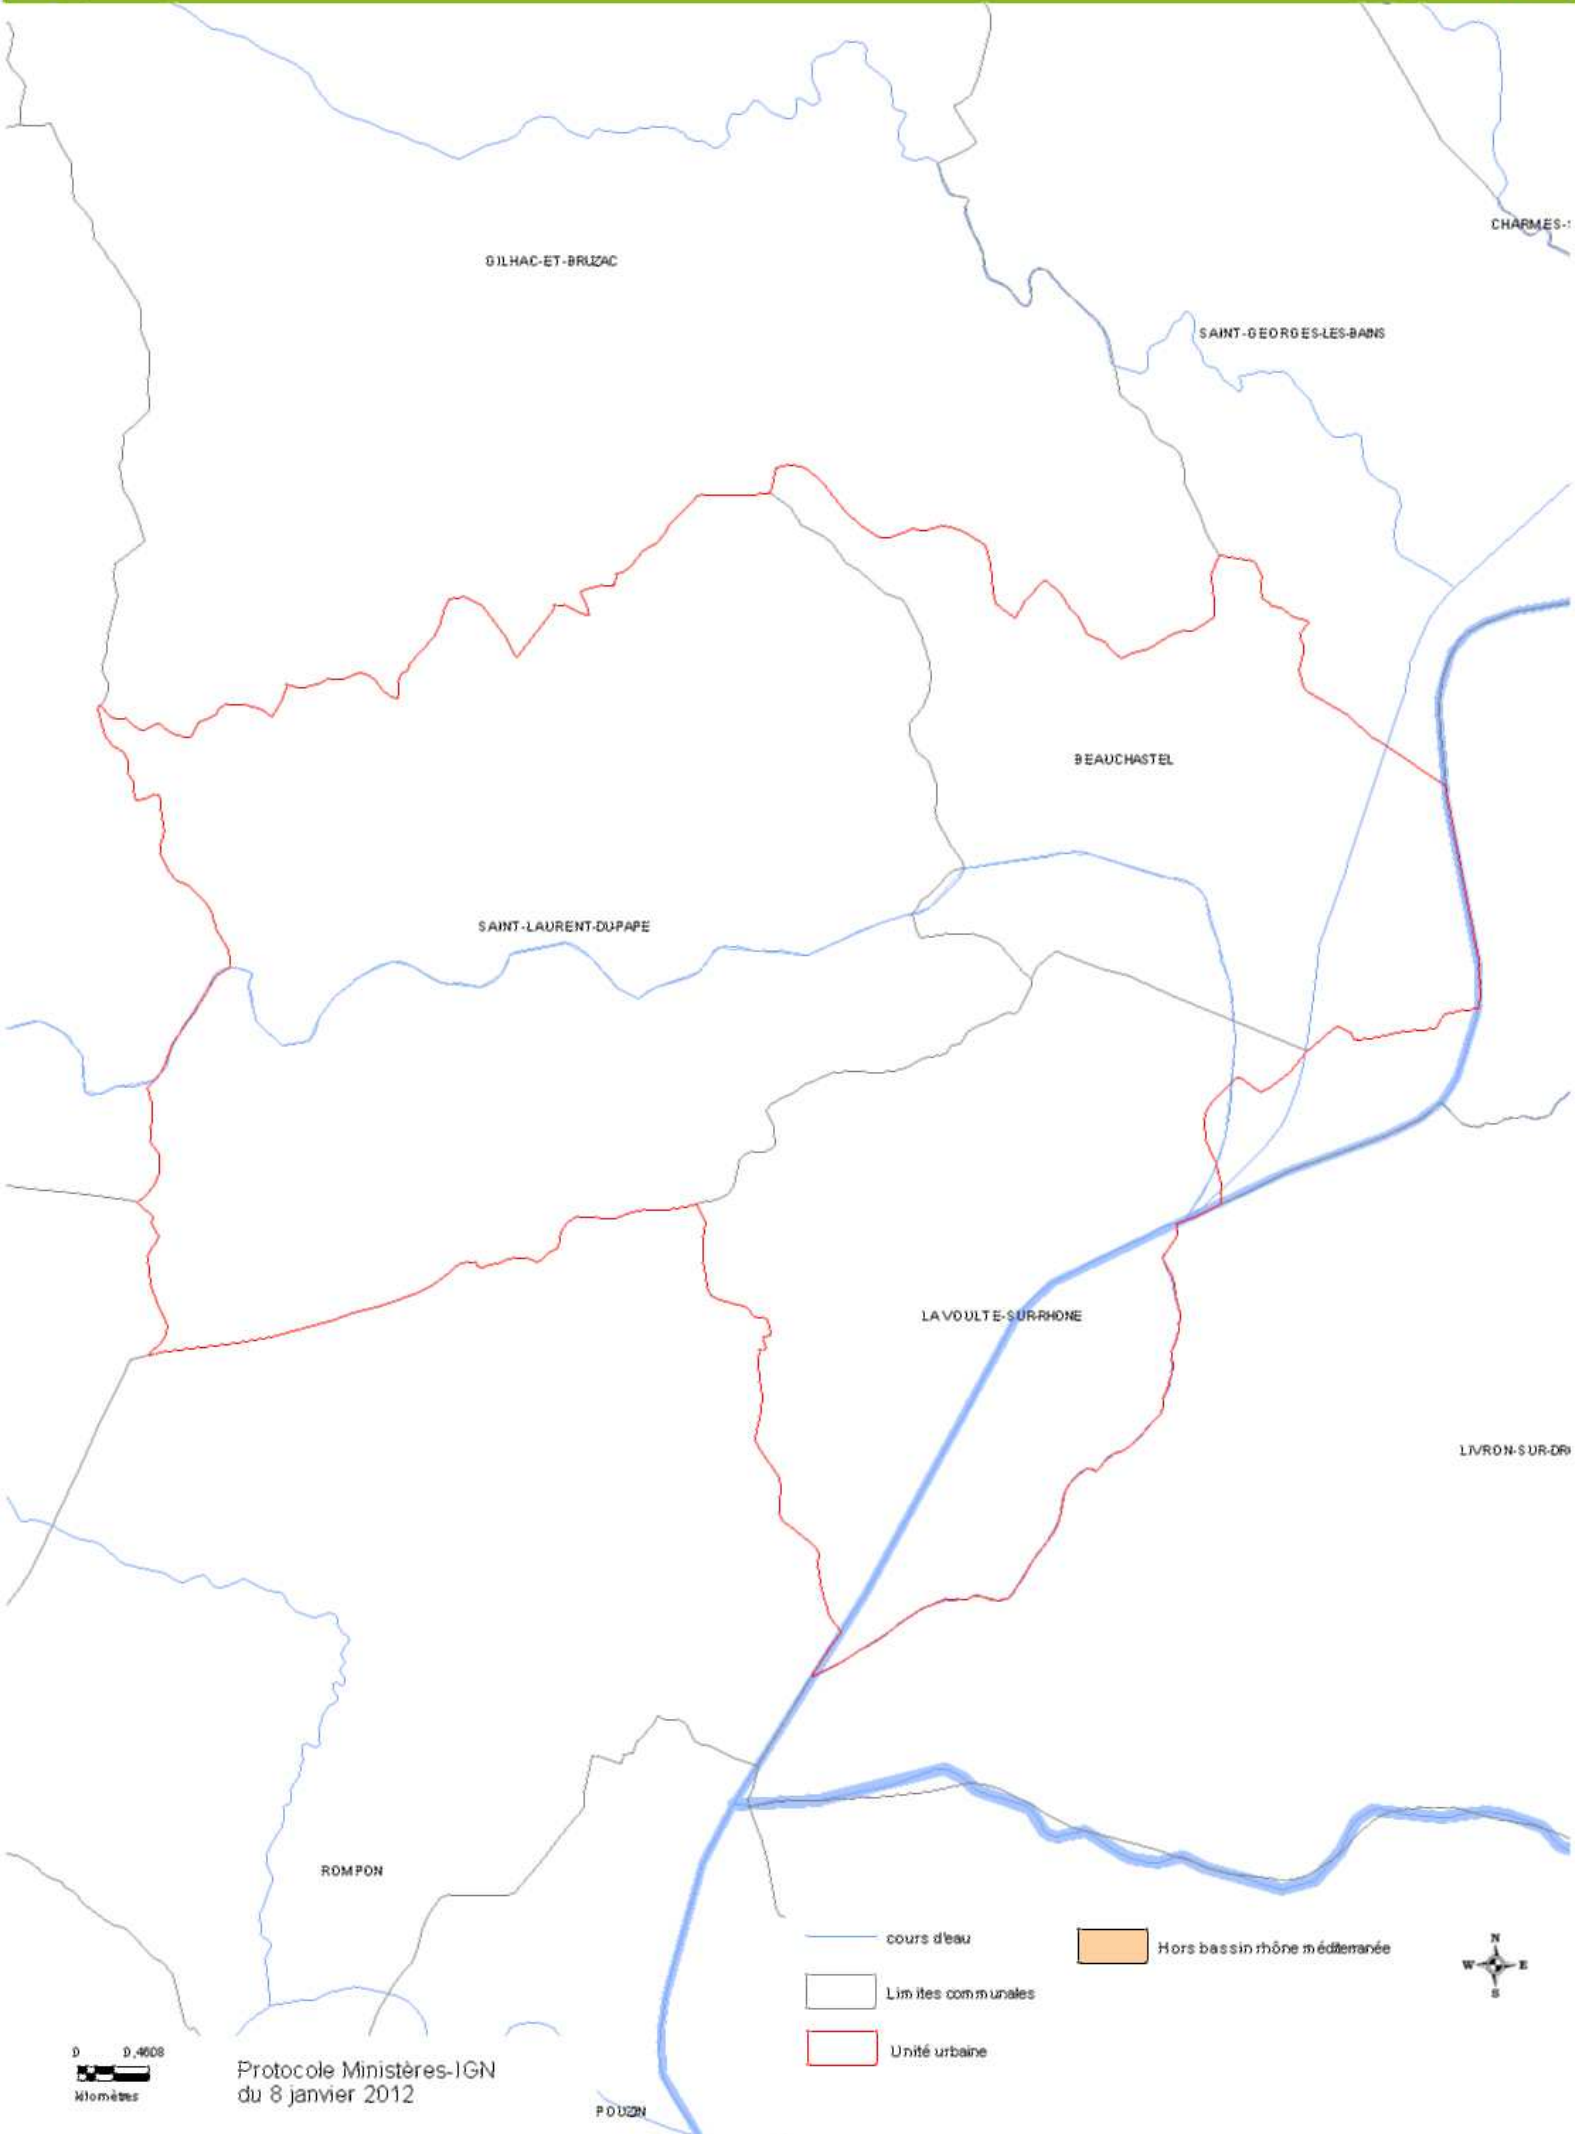 CHARMES-
GILHAC-ET-BRUZAC
SAINT-GEORGES-LES-BAINS
BEAUCHASTEL
SAINT-LAURENT-DU-PAPE
LA VOULTE-SUR-RHONE
LIVRON-SUR-DR
ROMPON
cours d'eau
Hors bassin rhône méditerranée
N
W E
S
Limites communales
Unité urbaine
0 0,4608
kilomètres
Protocole Ministères-IGN
du 8 janvier 2012
POUZIN